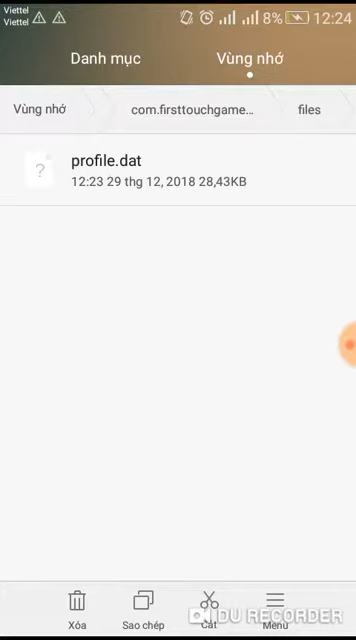 Viettel
Viettel
8%
12:24
Danh mục
Vùng nhớ
Vùng nhớ
com.firsttouchgame...
files
?
profile.dat
12:23 29 thg 12, 2018 28,43KB
Xóa
Sao chép
Cắt
Menu
DU RECORDER